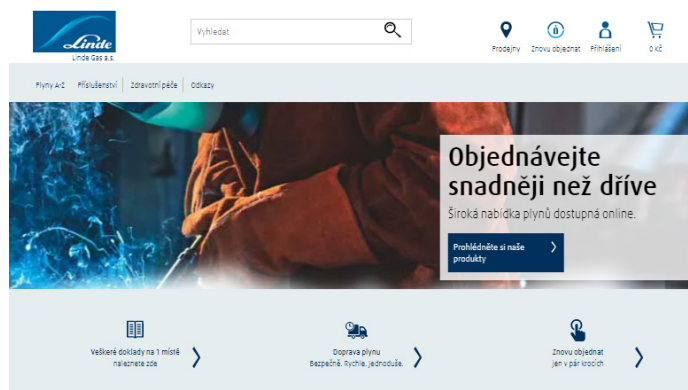 Linde
Linde Gas a.s.
Vyhledat
Prodejny
Znovu objednat
Přihlášení
0 Kč
Plyny A-Z
Příslušenství
Zdravotní péče
Odkazy
Objednávejte
snadněji než dříve
Široká nabídka plynů dostupná online.
Prohlédněte si naše
produkty
Veškeré doklady na 1 místě
naleznete zde
Doprava plynu
Bezpečně. Rychle. Jednoduše.
Znovu objednat
jen v pár krocích